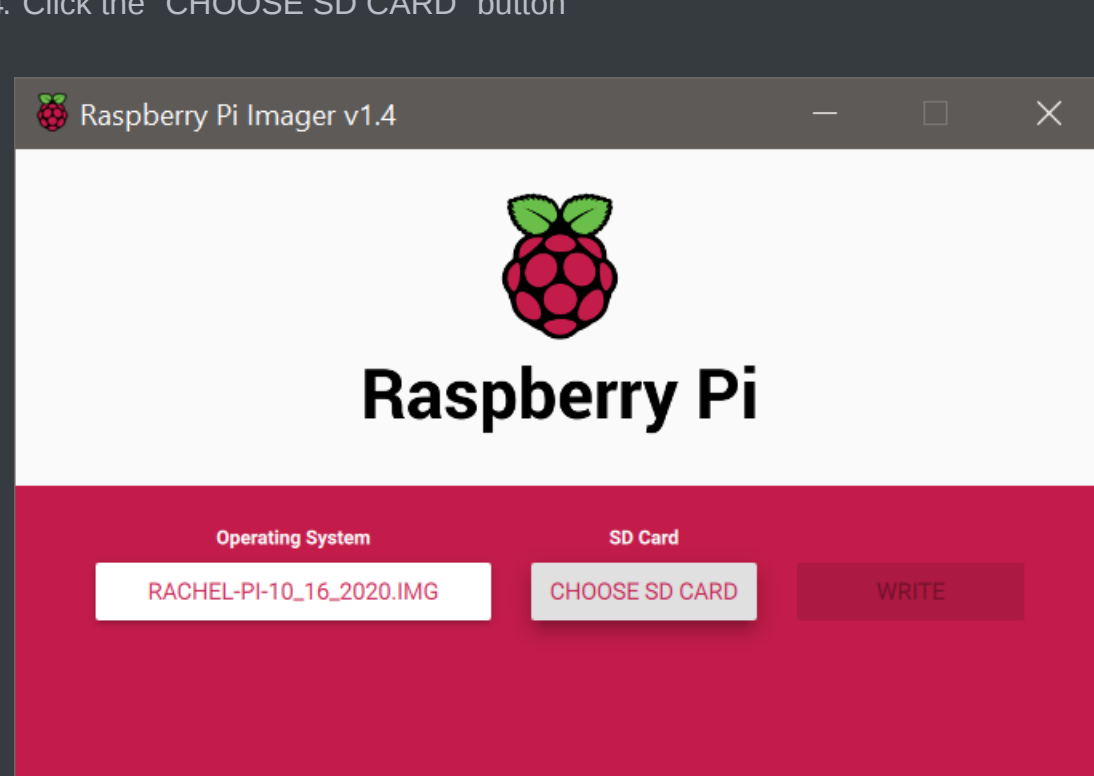 4. Click the "CHOOSE SD CARD" button
Raspberry Pi Imager v1.4
Raspberry Pi
Operating System
SD Card
RACHEL-PI-10_16_2020.IMG
CHOOSE SD CARD
WRITE